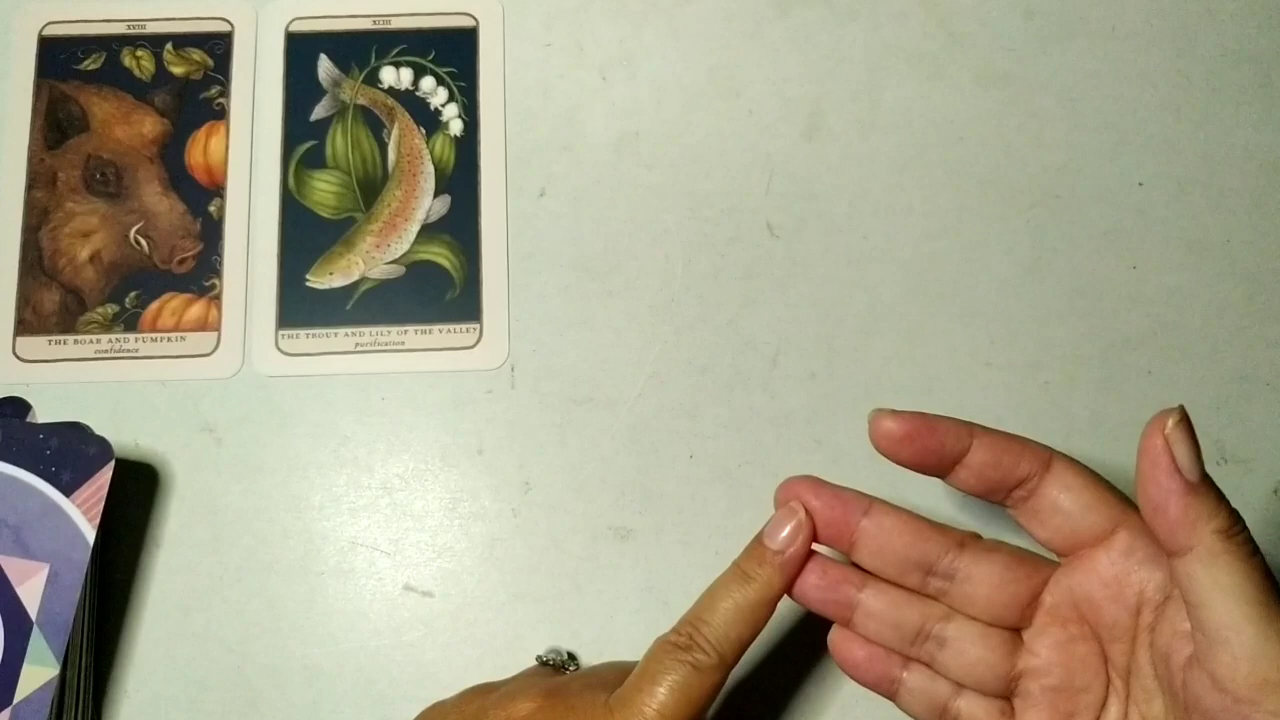 XVIII
THE BOAR AND PUMPKIN
confidence
XLIII
THE TROUT AND LILY OF THE VALLEY
purification